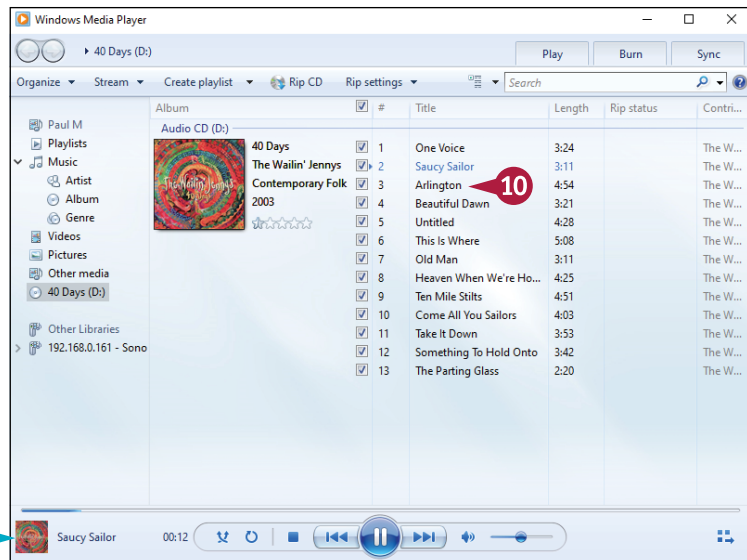 Windows Media Player
40 Days (D:)
Play Burn Sync
Organize Stream Create playlist Rip CD Rip settings Search
Album # Title Length Rip status Contri...
Paul M
Playlists
Music
Artist
Album
Genre
Videos
Pictures
Other media
40 Days (D:)
Other Libraries
192.168.0.161 - Sono
Audio CD (D:)
The Wailin' Jennys
40 Days
40 Days
The Wailin' Jennys
Contemporary Folk
2003
1 One Voice 3:24 The W...
2 Saucy Sailor 3:11 The W...
3 Arlington 4:54 The W...
10
4 Beautiful Dawn 3:21 The W...
5 Untitled 4:28 The W...
6 This Is Where 5:08 The W...
7 Old Man 3:11 The W...
8 Heaven When We're Ho... 4:25 The W...
9 Ten Mile Stilts 4:51 The W...
10 Come All You Sailors 4:03 The W...
11 Take It Down 3:53 The W...
12 Something To Hold Onto 3:42 The W...
13 The Parting Glass 2:20 The W...
Saucy Sailor 00:12